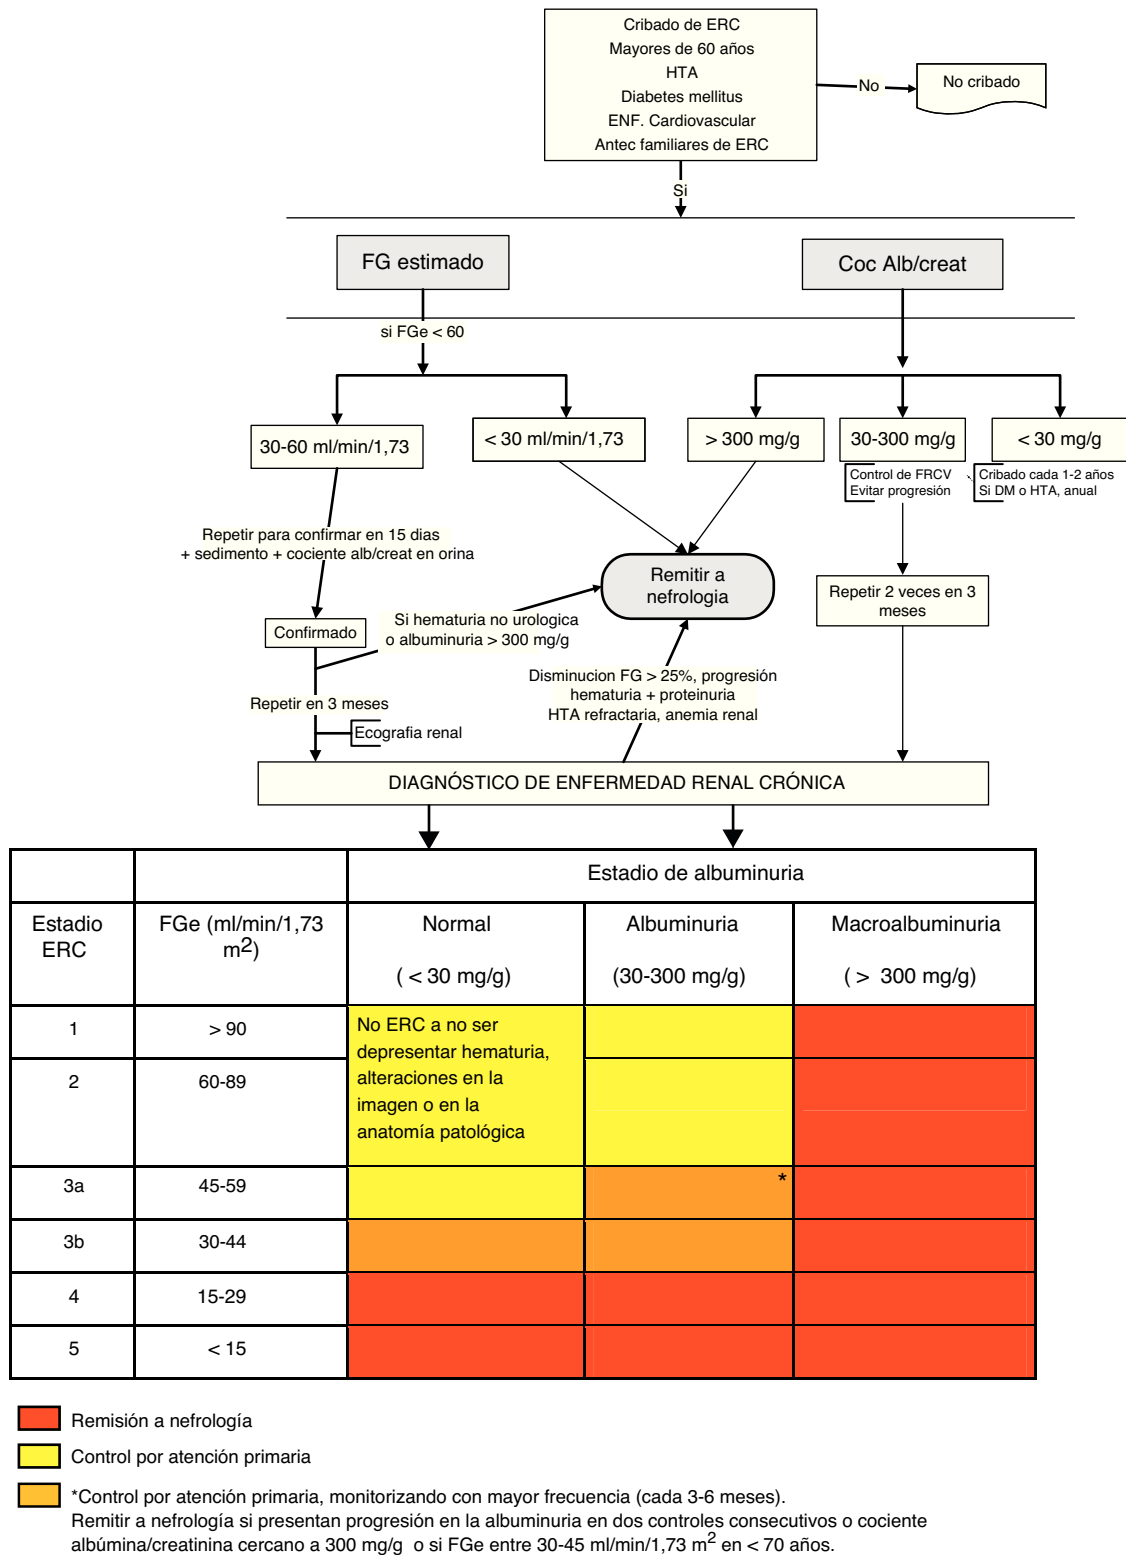 Cribado de ERC
Mayores de 60 años
HTA
Diabetes mellitus
ENF. Cardiovascular
Antec familiares de ERC
No
No cribado
Si
FG estimado
Coc Alb/creat
si FGe < 60
30-60 ml/min/1,73
< 30 ml/min/1,73
> 300 mg/g
30-300 mg/g
< 30 mg/g
Control de FRCV
Evitar progresión
Cribado cada 1-2 años
Si DM o HTA, anual
Repetir para confirmar en 15 dias
+ sedimento + cociente alb/creat en orina
Remitir a
nefrologia
Repetir 2 veces en 3
meses
Confirmado
Si hematuria no urologica
o albuminuria > 300 mg/g
Disminucion FG > 25%, progresión
hematuria + proteinuria
HTA refractaria, anemia renal
Repetir en 3 meses
Ecografia renal
DIAGNÓSTICO DE ENFERMEDAD RENAL CRÓNICA
Estadio de albuminuria
Estadio
ERC
FGe (ml/min/1,73
m2)
Normal
( < 30 mg/g)
Albuminuria
(30-300 mg/g)
Macroalbuminuria
( > 300 mg/g)
1
> 90
No ERC a no ser
depresentar hematuria,
alteraciones en la
imagen o en la
anatomía patológica
2
60-89
3a
45-59
*
3b
30-44
4
15-29
5
< 15
Remisión a nefrología
Control por atención primaria
*Control por atención primaria, monitorizando con mayor frecuencia (cada 3-6 meses).
Remitir a nefrología si presentan progresión en la albuminuria en dos controles consecutivos o cociente
albúmina/creatinina cercano a 300 mg/g o si FGe entre 30-45 ml/min/1,73 m2 en < 70 años.